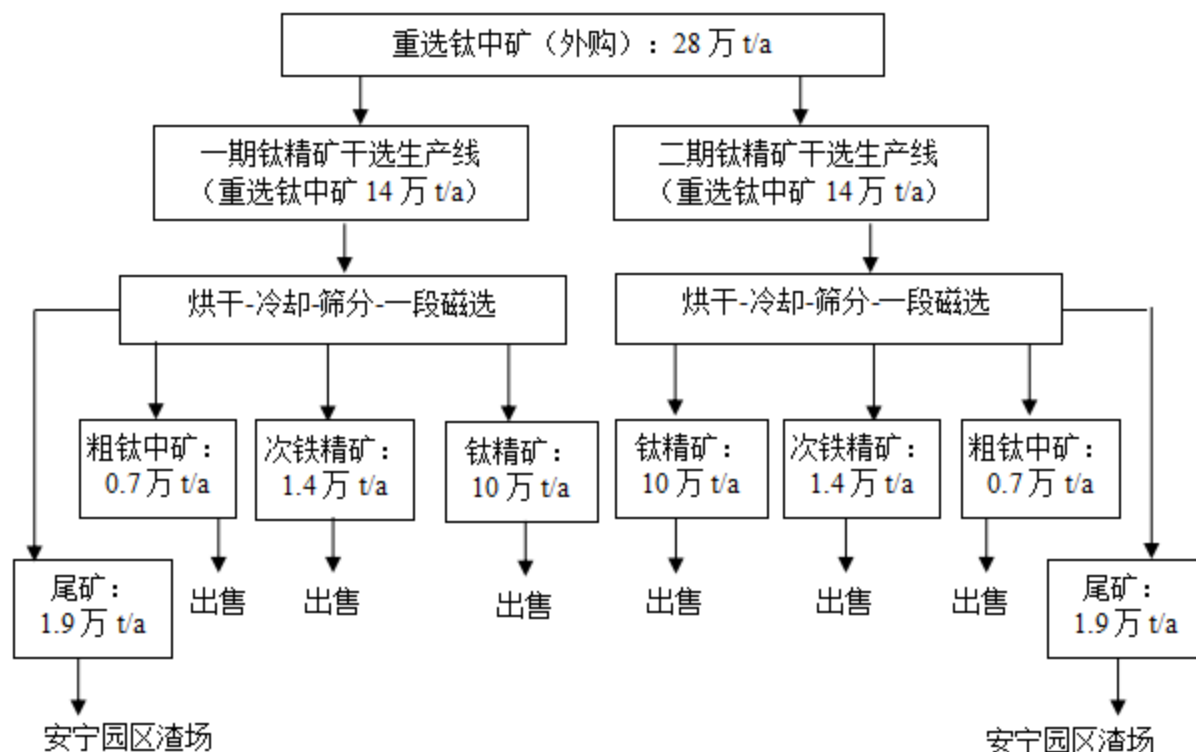 重选钛中矿（外购）：28 万 t/a
一期钛精矿干选生产线
（重选钛中矿 14 万 t/a）
二期钛精矿干选生产线
（重选钛中矿 14 万 t/a）
烘干-冷却-筛分-一段磁选
烘干-冷却-筛分-一段磁选
粗钛中矿：
0.7 万 t/a
次铁精矿：
1.4 万 t/a
钛精矿：
10 万 t/a
钛精矿：
10 万 t/a
次铁精矿：
1.4 万 t/a
粗钛中矿：
0.7 万 t/a
尾矿：
1.9 万 t/a
出售
出售
出售
出售
出售
出售
尾矿：
1.9 万 t/a
安宁园区渣场
安宁园区渣场